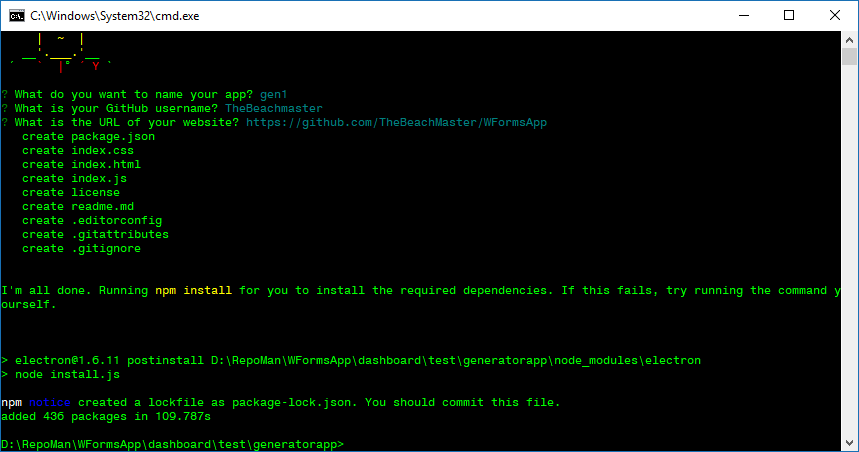 C:\Windows\System32\cmd.exe
|  ~  |
__'.___.'__
´   `  |° ´ Y `
? What do you want to name your app? gen1
? What is your GitHub username? TheBeachmaster
? What is the URL of your website? https://github.com/TheBeachMaster/WFormsApp
create package.json
create index.css
create index.html
create index.js
create license
create readme.md
create .editorconfig
create .gitattributes
create .gitignore
I'm all done. Running npm install for you to install the required dependencies. If this fails, try running the command y
ourself.
> electron@1.6.11 postinstall D:\RepoMan\WFormsApp\dashboard\test\generatorapp\node_modules\electron
> node install.js
npm notice created a lockfile as package-lock.json. You should commit this file.
added 436 packages in 109.787s
D:\RepoMan\WFormsApp\dashboard\test\generatorapp>